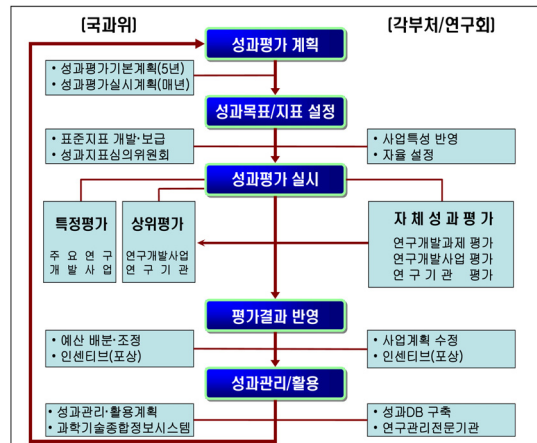 (국과위)
(각부처/연구회)
성과평가 계획
• 성과평가기본계획(5년)
• 성과평가실시계획(매년)
성과목표/지표 설정
• 표준지표 개발·보급
• 성과지표심의위원회
• 사업특성 반영
• 자율 설정
성과평가 실시
특정평가
주 요 연 구
개 발 사 업
상위평가
연구개발사업
연 구 기 관
자 체 성 과 평 가
연구개발과제 평가
연구개발사업 평가
연 구 기 관 평가
평가결과 반영
• 예산 배분·조정
• 인센티브(포상)
• 사업계획 수정
• 인센티브(포상)
성과관리/활용
• 성과관리·활용계획
• 과학기술종합정보시스템
• 성과DB 구축
• 연구관리전문기관